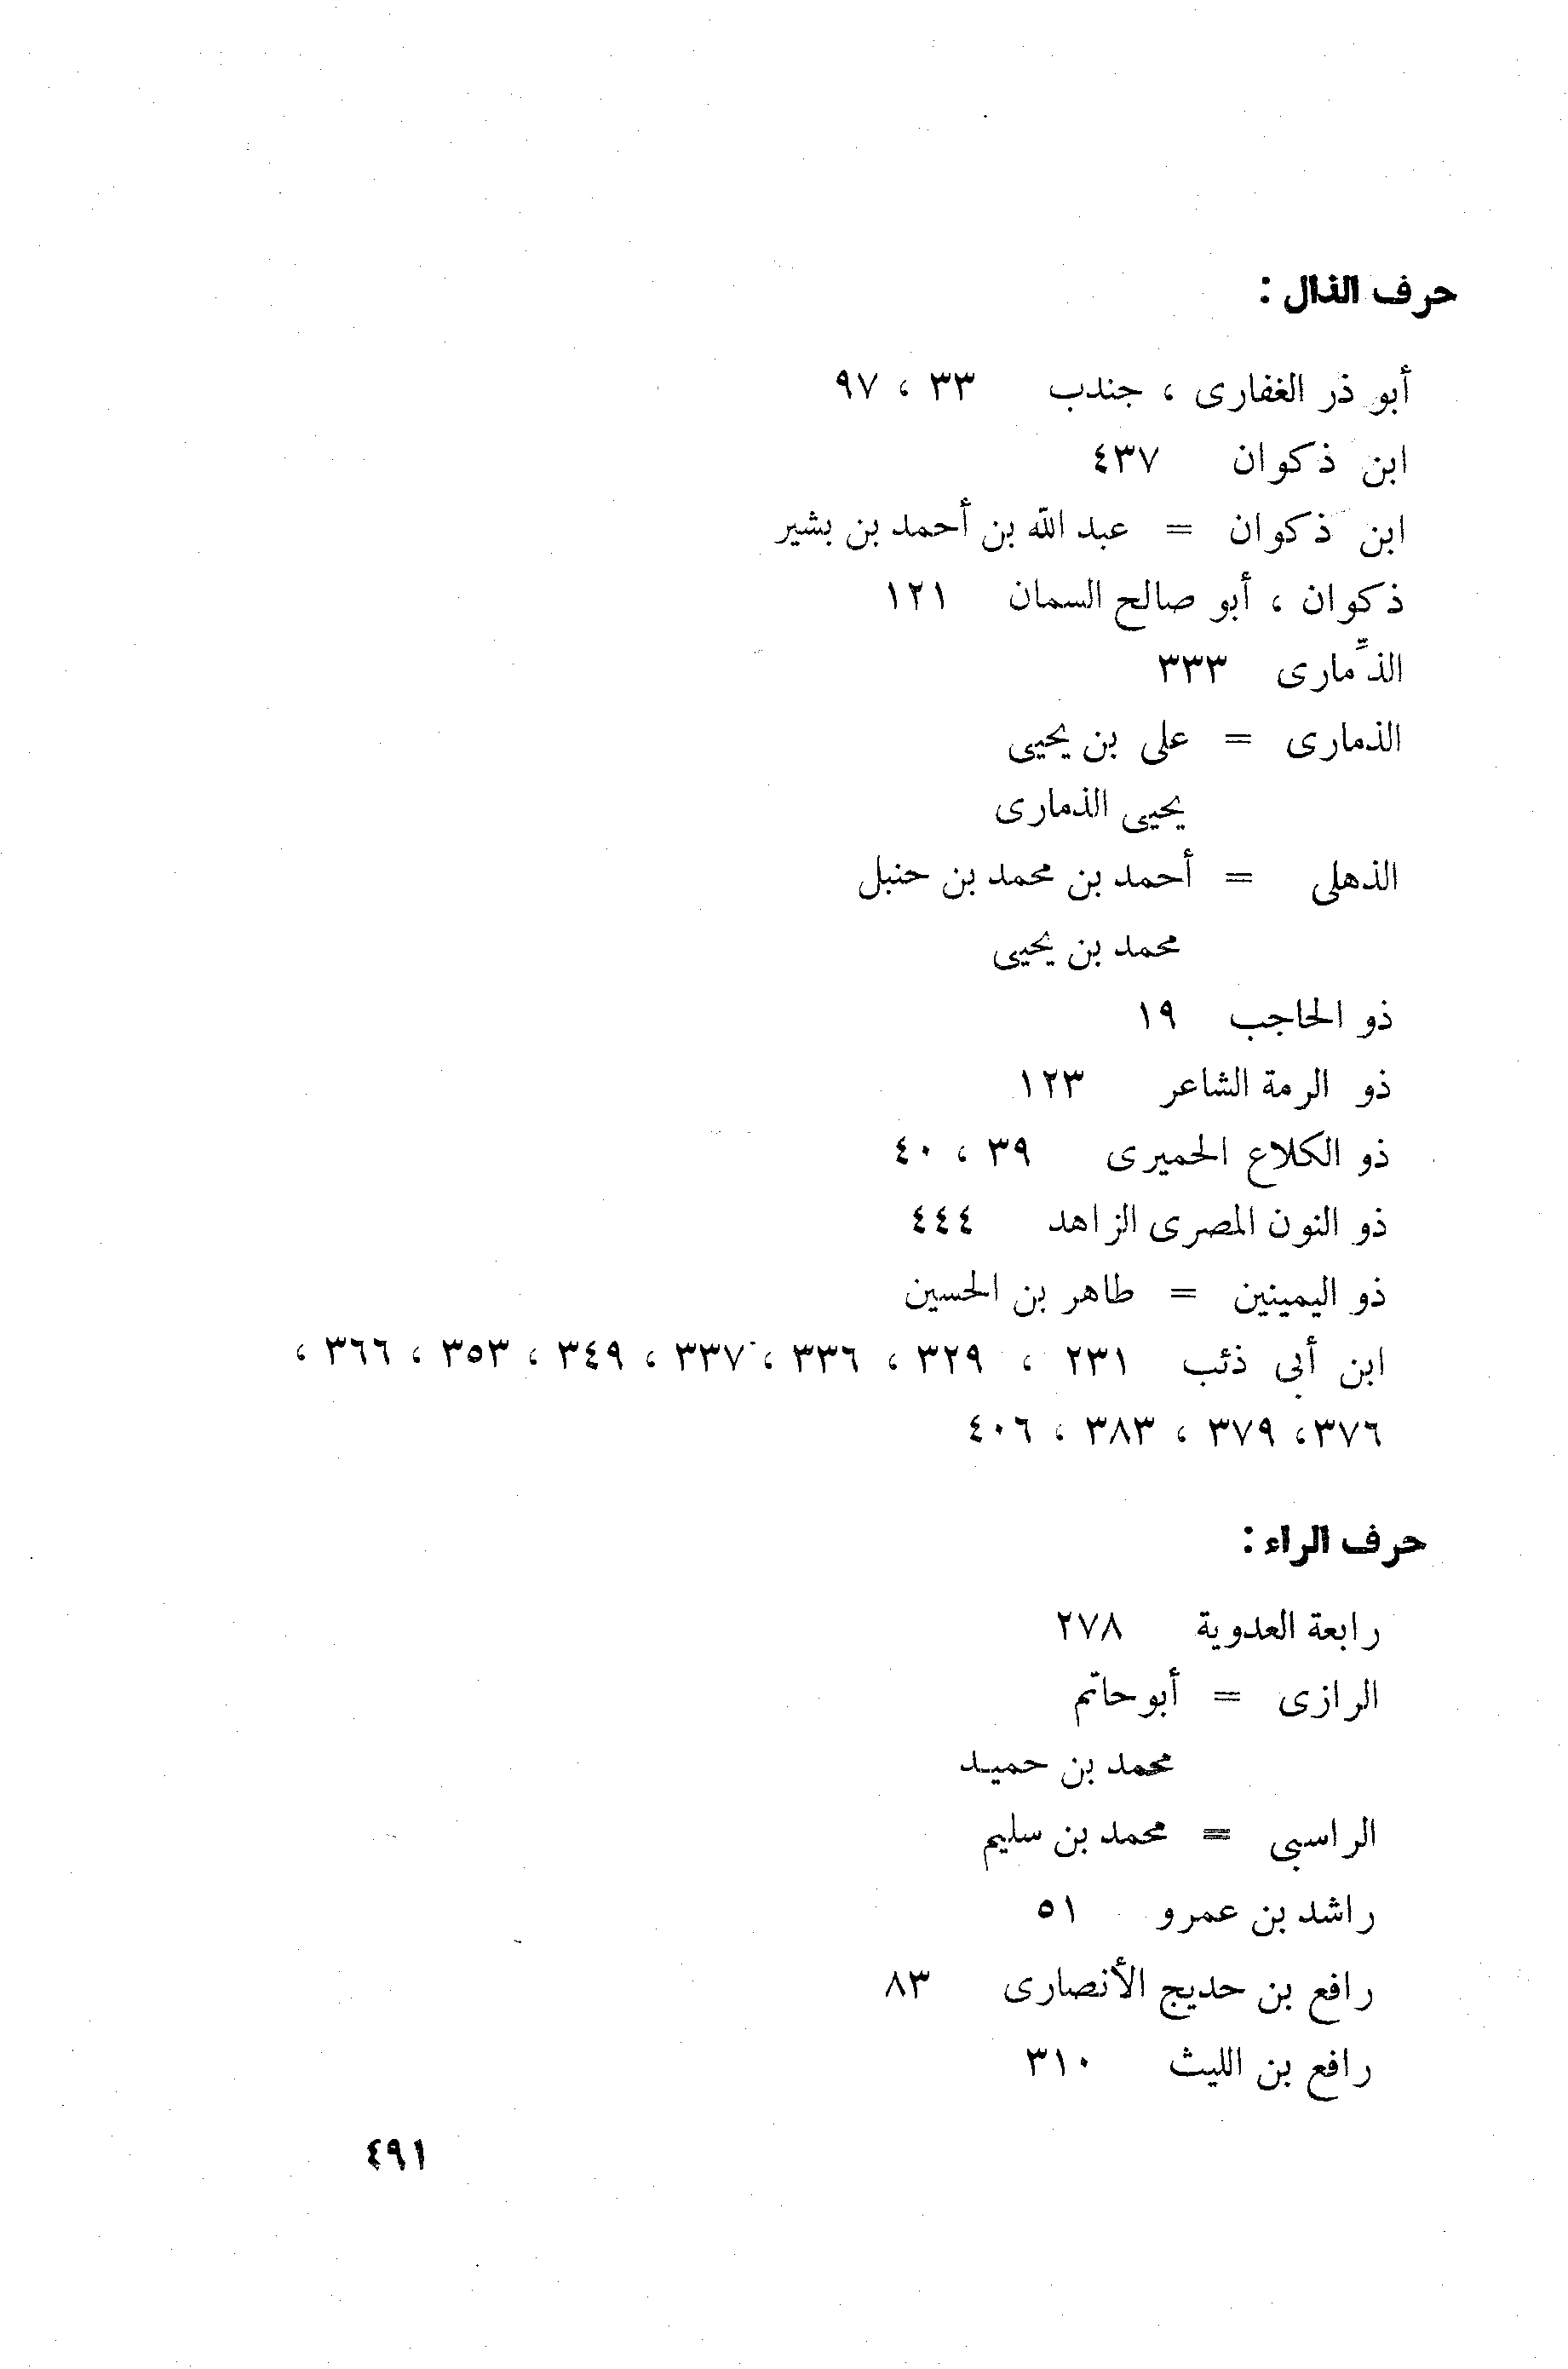 حرف الذال :
أبو ذر الغفارى ، جندب ٣٣ ، ٩٧
ابن ذكوان ٤٣٧
ابن ذكوان = عبد الله بن أحمد بن بشير
ذكوان ، أبو صالح السمان ١٢١
الذمارى ٣٣٣
الذمارى = على بن يحيى
يحيى الذمارى
الذهلى = أحمد بن محمد بن حنبل
محمد بن يحيى
ذو الحاجب ١٩
ذو الرمة الشاعر ١٢٣
ذو الكلاع الحميرى ٣٩ ، ٤٠
ذو النون المصرى الزاهد ٤٤٤
ذو اليمينين = طاهر بن الحسين
ابن أبى ذئب ٢٣١ ، ٣٢٩ ، ٣٣٦ ، ٣٣٧ ، ٣٤٩ ، ٣٥٣ ، ٣٦٦ ،
٣٧٦ ، ٣٧٩ ، ٣٨٣ ، ٤٠٦
حرف الراء :
رابعة العدوية ٢٧٨
الرازى = أبو حاتم
محمد بن حميد
الراسبى = محمد بن سليم
راشد بن عمرو ٥١
رافع بن حديج الأنصارى ٨٣
رافع بن الليث ٣١٠
٤٩١